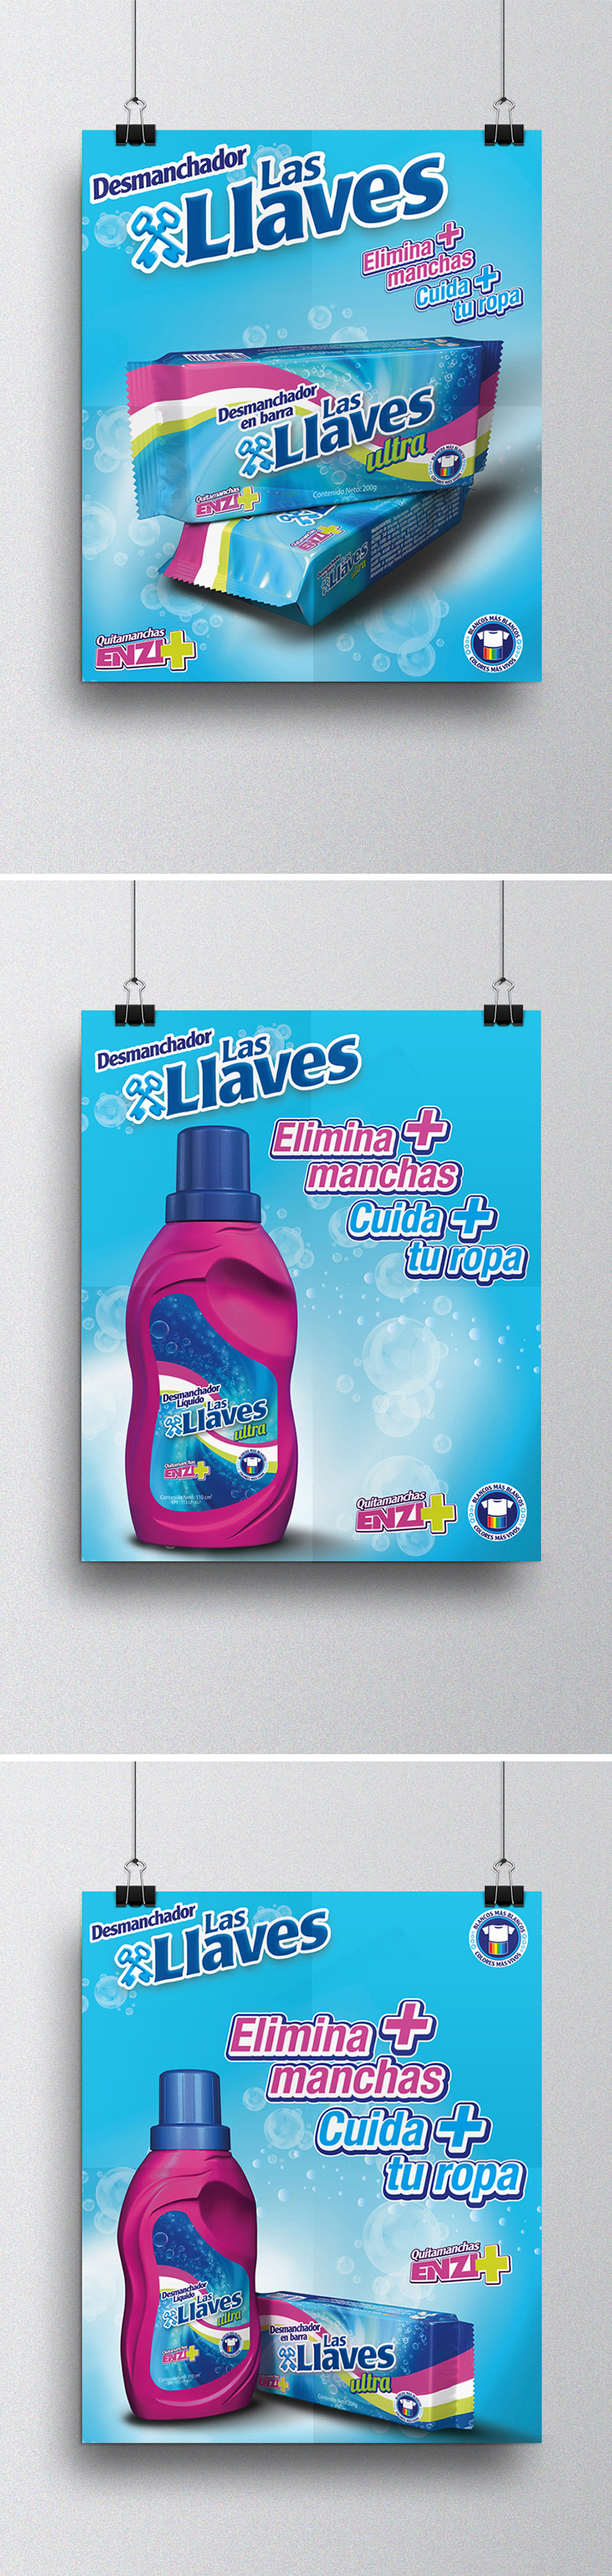 Desmanchador
Las
Llaves
Elimina +
manchas
Cuida +
tu ropa
Desmanchador
en barra
Las
Llaves
ultra
Quitamanchas
ENZI+
Contenido Neto: 200g
ENZI+
Llaves
Quitamanchas
ENZI+
BLANCOS MÁS BLANCOS
COLORES MÁS VIVOS
Desmanchador
Las
Llaves
Elimina +
manchas
Cuida +
tu ropa
Desmanchador
Líquido
Las
Llaves
ultra
Quitamanchas
ENZI+
Quitamanchas
ENZI+
BLANCOS MÁS BLANCOS
COLORES MÁS VIVOS
Desmanchador
Las
Llaves
BLANCOS MÁS BLANCOS
COLORES MÁS VIVOS
Elimina +
manchas
Cuida +
tu ropa
Quitamanchas
ENZI+
Desmanchador
Líquido
Las
Llaves
ultra
ENZI+
Desmanchador
en barra
Las
Llaves
ultra